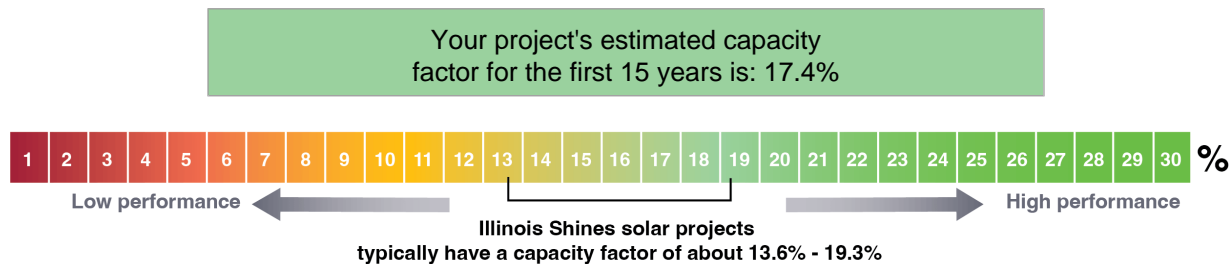 Your project's estimated capacity
factor for the first 15 years is: 17.4%
1 2 3 4 5 6 7 8 9 10 11 12 13 14 15 16 17 18 19 20 21 22 23 24 25 26 27 28 29 30 %
Low performance
High performance
Illinois Shines solar projects
typically have a capacity factor of about 13.6% - 19.3%